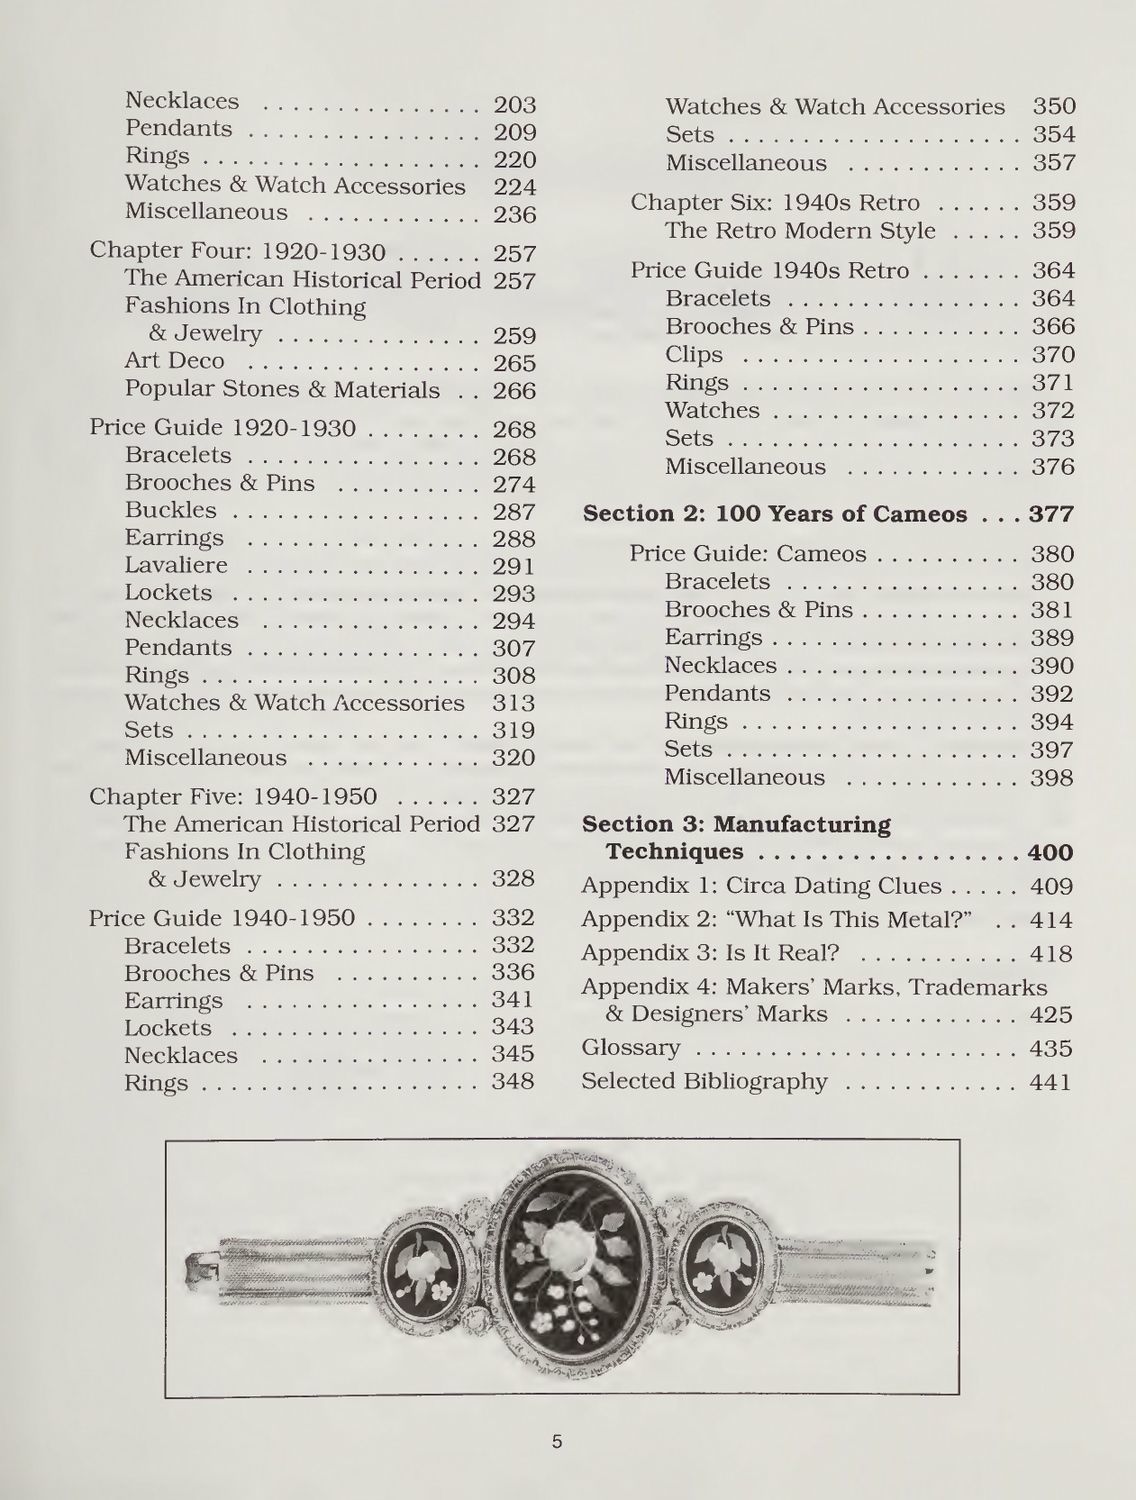 Necklaces . . . . . . . . . . . . . . . 203
Pendants . . . . . . . . . . . . . . . . 209
Rings . . . . . . . . . . . . . . . . . . . 220
Watches & Watch Accessories 224
Miscellaneous . . . . . . . . . . . . 236
Chapter Four: 1920-1930 . . . . . . 257
The American Historical Period 257
Fashions In Clothing
& Jewelry . . . . . . . . . . . . . . 259
Art Deco . . . . . . . . . . . . . . . . 265
Popular Stones & Materials . . 266
Price Guide 1920-1930 . . . . . . . . 268
Bracelets . . . . . . . . . . . . . . . . 268
Brooches & Pins . . . . . . . . . . 274
Buckles . . . . . . . . . . . . . . . . . 287
Earrings . . . . . . . . . . . . . . . . 288
Lavaliere . . . . . . . . . . . . . . . . 291
Lockets . . . . . . . . . . . . . . . . . 293
Necklaces . . . . . . . . . . . . . . . 294
Pendants . . . . . . . . . . . . . . . . 307
Rings . . . . . . . . . . . . . . . . . . . 308
Watches & Watch Accessories 313
Sets . . . . . . . . . . . . . . . . . . . . 319
Miscellaneous . . . . . . . . . . . . 320
Chapter Five: 1940-1950 . . . . . . 327
The American Historical Period 327
Fashions In Clothing
& Jewelry . . . . . . . . . . . . . . 328
Price Guide 1940-1950 . . . . . . . . 332
Bracelets . . . . . . . . . . . . . . . . 332
Brooches & Pins . . . . . . . . . . 336
Earrings . . . . . . . . . . . . . . . . 341
Lockets . . . . . . . . . . . . . . . . . 343
Necklaces . . . . . . . . . . . . . . . 345
Rings . . . . . . . . . . . . . . . . . . . 348
Watches & Watch Accessories 350
Sets . . . . . . . . . . . . . . . . . . . . 354
Miscellaneous . . . . . . . . . . . . 357
Chapter Six: 1940s Retro . . . . . . 359
The Retro Modern Style . . . . . 359
Price Guide 1940s Retro . . . . . . . 364
Bracelets . . . . . . . . . . . . . . . . 364
Brooches & Pins . . . . . . . . . . . 366
Clips . . . . . . . . . . . . . . . . . . . 370
Rings . . . . . . . . . . . . . . . . . . . 371
Watches . . . . . . . . . . . . . . . . . 372
Sets . . . . . . . . . . . . . . . . . . . . 373
Miscellaneous . . . . . . . . . . . . 376
Section 2: 100 Years of Cameos . . . 377
Price Guide: Cameos . . . . . . . . . . 380
Bracelets . . . . . . . . . . . . . . . . 380
Brooches & Pins . . . . . . . . . . . 381
Earrings . . . . . . . . . . . . . . . . . 389
Necklaces . . . . . . . . . . . . . . . . 390
Pendants . . . . . . . . . . . . . . . . 392
Rings . . . . . . . . . . . . . . . . . . . 394
Sets . . . . . . . . . . . . . . . . . . . . 397
Miscellaneous . . . . . . . . . . . . 398
Section 3: Manufacturing
Techniques . . . . . . . . . . . . . . . . . 400
Appendix 1: Circa Dating Clues . . . . . 409
Appendix 2: “What Is This Metal?” . . 414
Appendix 3: Is It Real? . . . . . . . . . . . 418
Appendix 4: Makers’ Marks, Trademarks
& Designers’ Marks . . . . . . . . . . . . 425
Glossary . . . . . . . . . . . . . . . . . . . . . . 435
Selected Bibliography . . . . . . . . . . . . 441
5